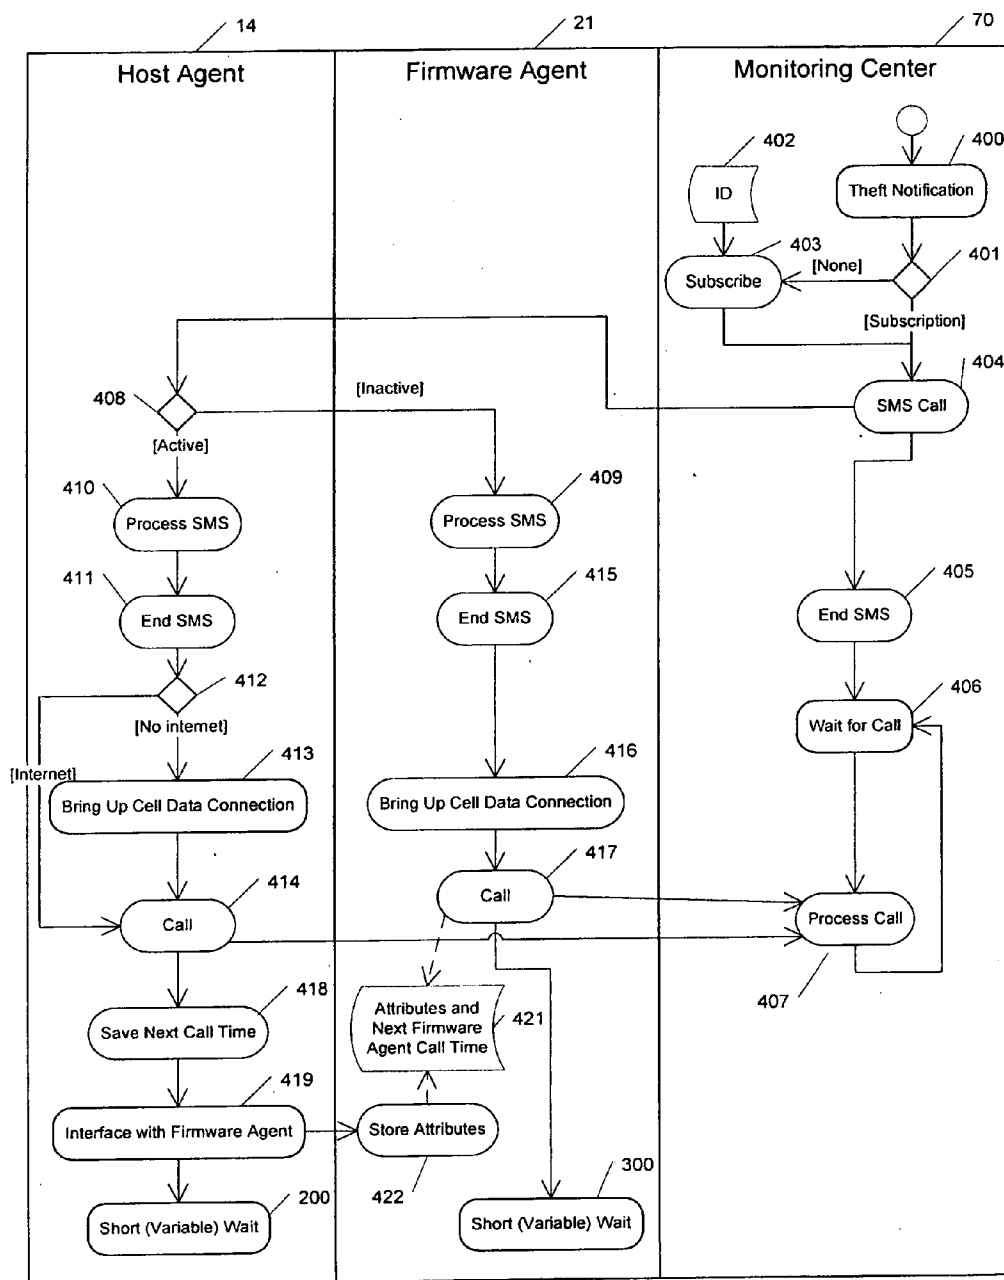 14
21
70
Host Agent
Firmware Agent
Monitoring Center
402
400
ID
Theft Notification
403
401
[None]
Subscribe
[Subscription]
404
408
[Inactive]
SMS Call
[Active]
410
409
Process SMS
Process SMS
411
415
405
End SMS
End SMS
End SMS
412
406
[No internet]
Wait for Call
413
416
[Internet]
Bring Up Cell Data Connection
Bring Up Cell Data Connection
414
417
Call
Call
Process Call
407
418
Attributes and
Next Firmware
Agent Call Time
421
Save Next Call Time
419
Interface with Firmware Agent
Store Attributes
422
200
300
Short (Variable) Wait
Short (Variable) Wait